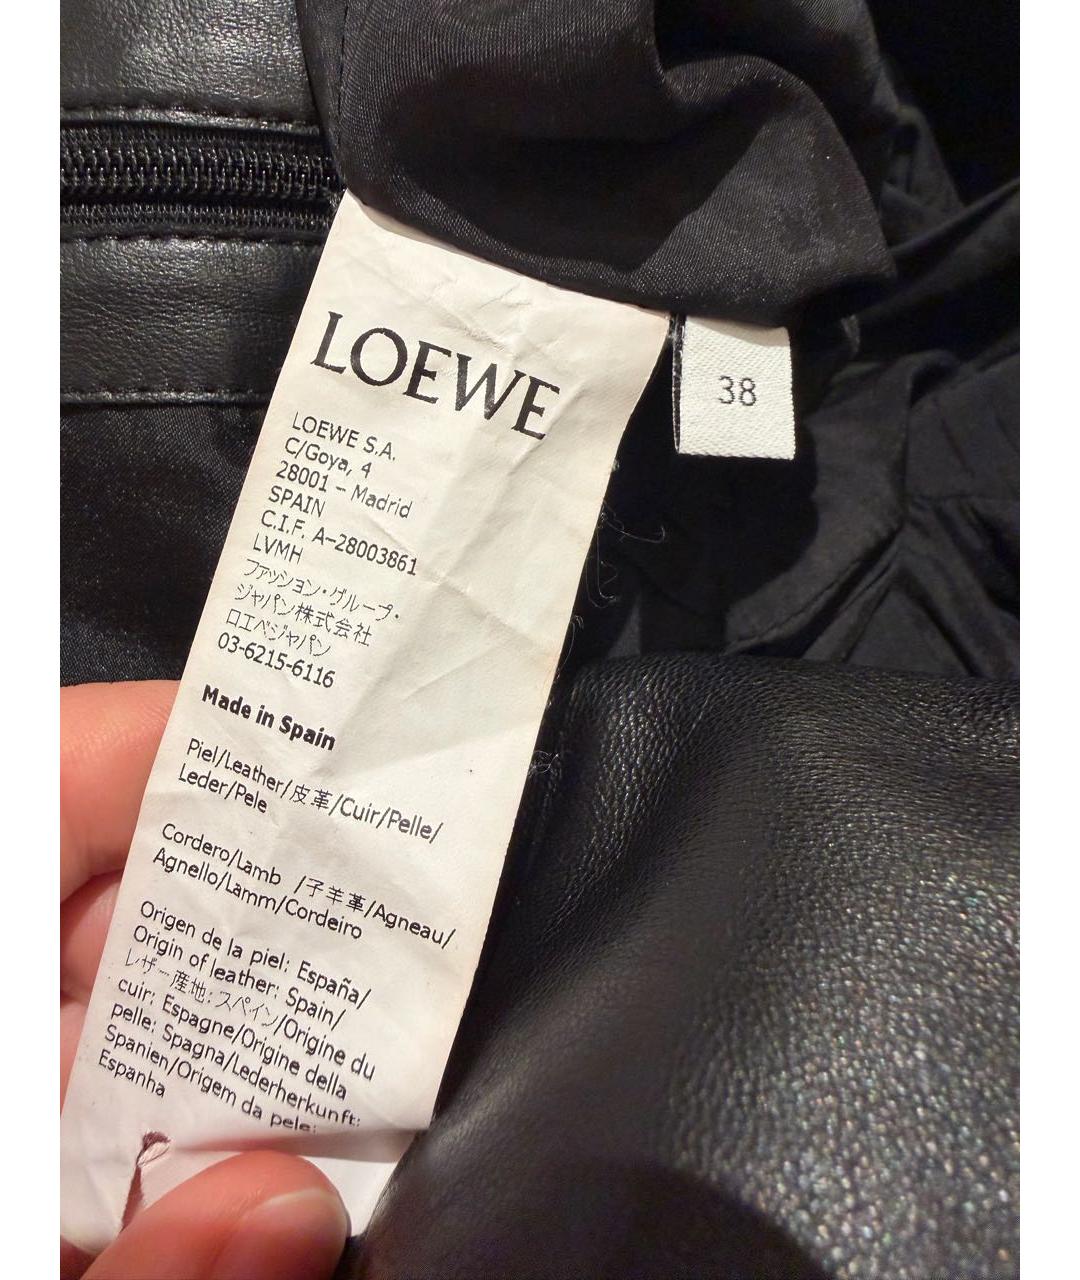 LOEWE
38
LOEWE S.A.
C/Goya, 4
28001 – Madrid
SPAIN
C.I.F. A-28003861
LVMH
ファッション・グループ・
ジャパン株式会社
ロエベジャパン
03-6215-6116
Made in Spain
Piel/Leather/皮革/Cuir/Pelle/
Leder/Pele
Cordero/Lamb /子羊革/Agneau/
Agnello/Lamm/Cordeiro
Origen de la piel: España/
Origin of leather: Spain/
レザー産地: スペイン/Origine du
cuir: Espagne/Origine della
pelle: Spagna/Lederherkunft:
Spanien/Origem da pele:
Espanha